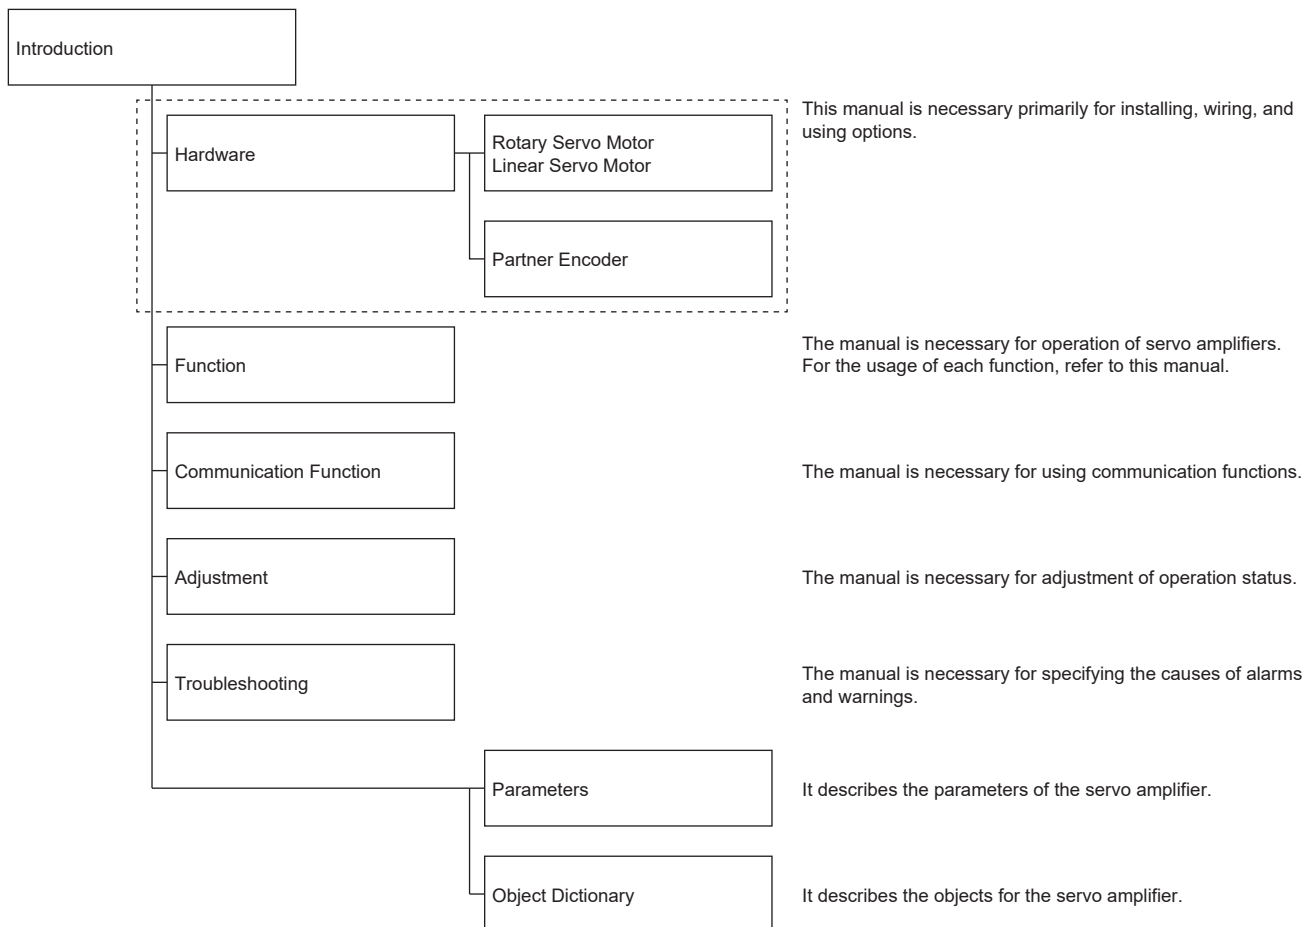 Introduction
This manual is necessary primarily for installing, wiring, and
using options.
Hardware
Rotary Servo Motor
Linear Servo Motor
Partner Encoder
Function
The manual is necessary for operation of servo amplifiers.
For the usage of each function, refer to this manual.
Communication Function
The manual is necessary for using communication functions.
Adjustment
The manual is necessary for adjustment of operation status.
Troubleshooting
The manual is necessary for specifying the causes of alarms
and warnings.
Parameters
It describes the parameters of the servo amplifier.
Object Dictionary
It describes the objects for the servo amplifier.